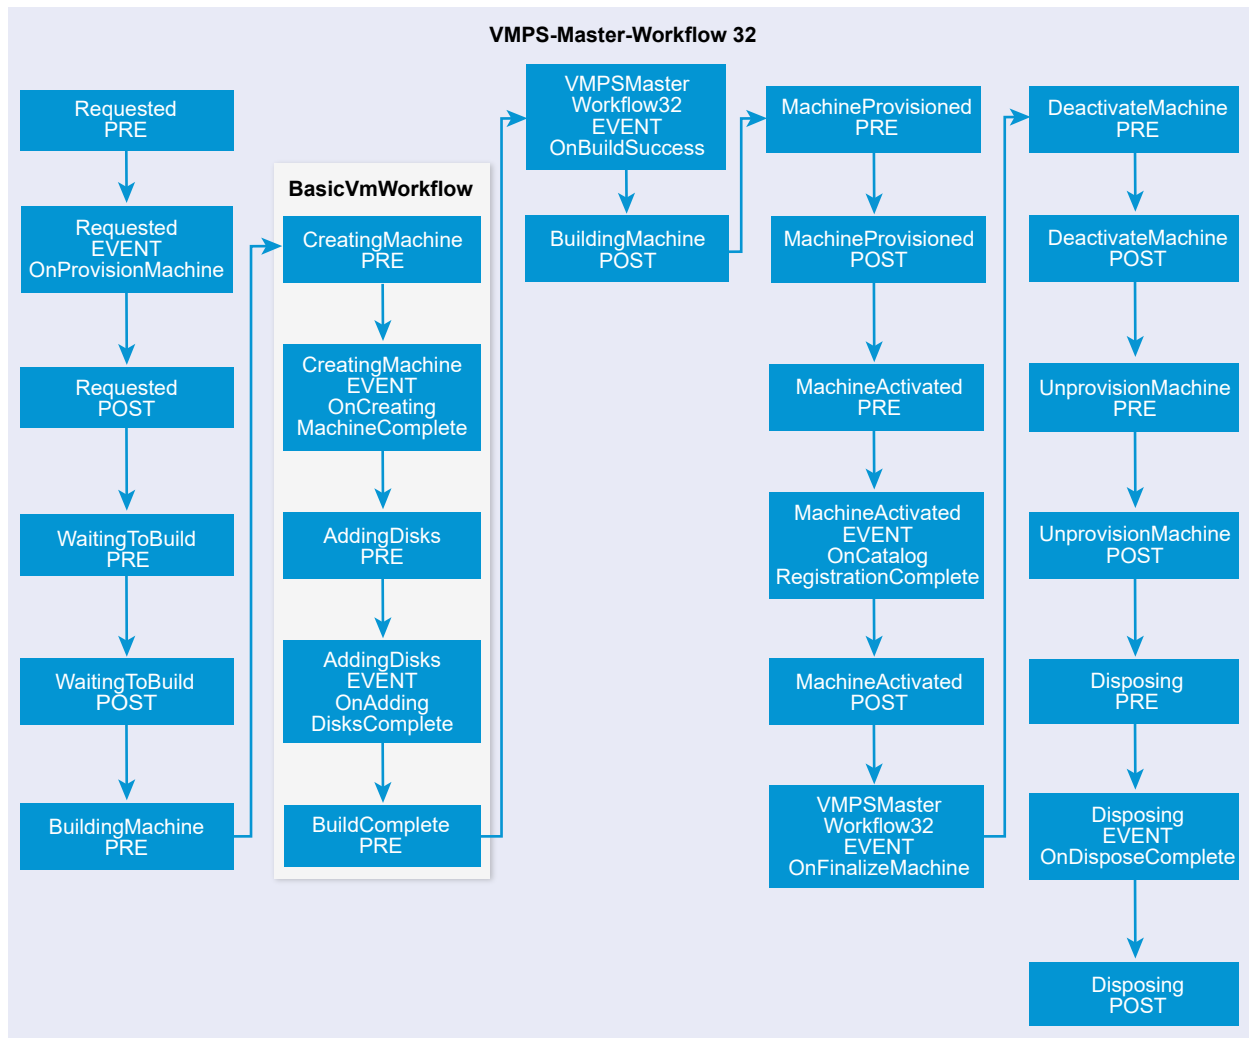 VMPS-Master-Workflow 32
Requested
PRE
Requested
EVENT
OnProvisionMachine
Requested
POST
WaitingToBuild
PRE
WaitingToBuild
POST
BuildingMachine
PRE
BasicVmWorkflow
CreatingMachine
PRE
CreatingMachine
EVENT
OnCreating
MachineComplete
AddingDisks
PRE
AddingDisks
EVENT
OnAdding
DisksComplete
BuildComplete
PRE
VMPSMaster
Workflow32
EVENT
OnBuildSuccess
BuildingMachine
POST
MachineProvisioned
PRE
MachineProvisioned
POST
MachineActivated
PRE
MachineActivated
EVENT
OnCatalog
RegistrationComplete
MachineActivated
POST
VMPSMaster
Workflow32
EVENT
OnFinalizeMachine
DeactivateMachine
PRE
DeactivateMachine
POST
UnprovisionMachine
PRE
UnprovisionMachine
POST
Disposing
PRE
Disposing
EVENT
OnDisposeComplete
Disposing
POST